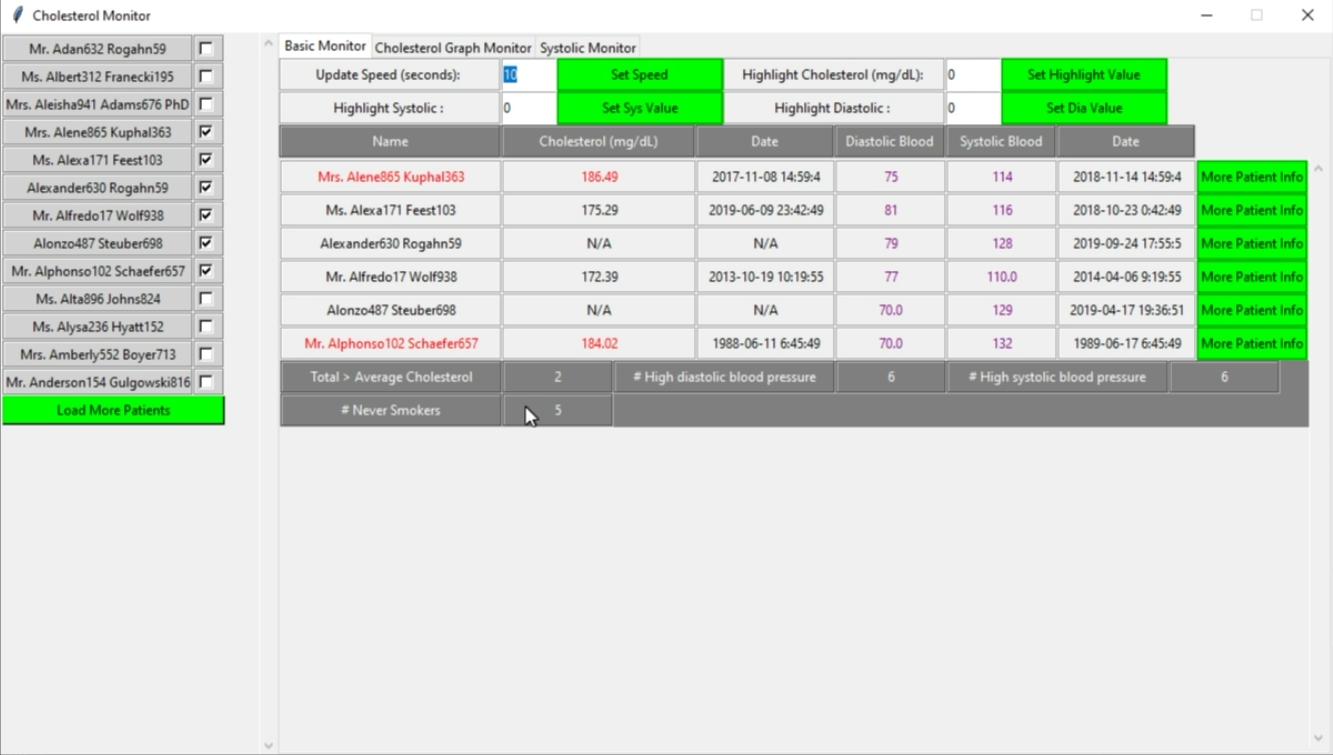 Cholesterol Monitor
Mr. Adan632 Rogahn59
Ms. Albert312 Franecki195
Mrs. Aleisha941 Adams676 PhD
Mrs. Alene865 Kuphal363
Ms. Alexa171 Feest103
Alexander630 Rogahn59
Mr. Alfredo17 Wolf938
Alonzo487 Steuber698
Mr. Alphonso102 Schaefer657
Ms. Alta896 Johns824
Ms. Alysa236 Hyatt152
Mrs. Amberly552 Boyer713
Mr. Anderson154 Gulgowski816
Load More Patients
Basic Monitor Cholesterol Graph Monitor Systolic Monitor
Update Speed (seconds): 10 Set Speed Highlight Cholesterol (mg/dL): 0 Set Highlight Value
Highlight Systolic : 0 Set Sys Value Highlight Diastolic : 0 Set Dia Value
Name Cholesterol (mg/dL) Date Diastolic Blood Systolic Blood Date
Mrs. Alene865 Kuphal363 186.49 2017-11-08 14:59:4 75 114 2018-11-14 14:59:4 More Patient Info
Ms. Alexa171 Feest103 175.29 2019-06-09 23:42:49 81 116 2018-10-23 0:42:49 More Patient Info
Alexander630 Rogahn59 N/A N/A 79 128 2019-09-24 17:55:5 More Patient Info
Mr. Alfredo17 Wolf938 172.39 2013-10-19 10:19:55 77 110.0 2014-04-06 9:19:55 More Patient Info
Alonzo487 Steuber698 N/A N/A 70.0 129 2019-04-17 19:36:51 More Patient Info
Mr. Alphonso102 Schaefer657 184.02 1988-06-11 6:45:49 70.0 132 1989-06-17 6:45:49 More Patient Info
Total > Average Cholesterol 2 # High diastolic blood pressure 6 # High systolic blood pressure 6
# Never Smokers 5